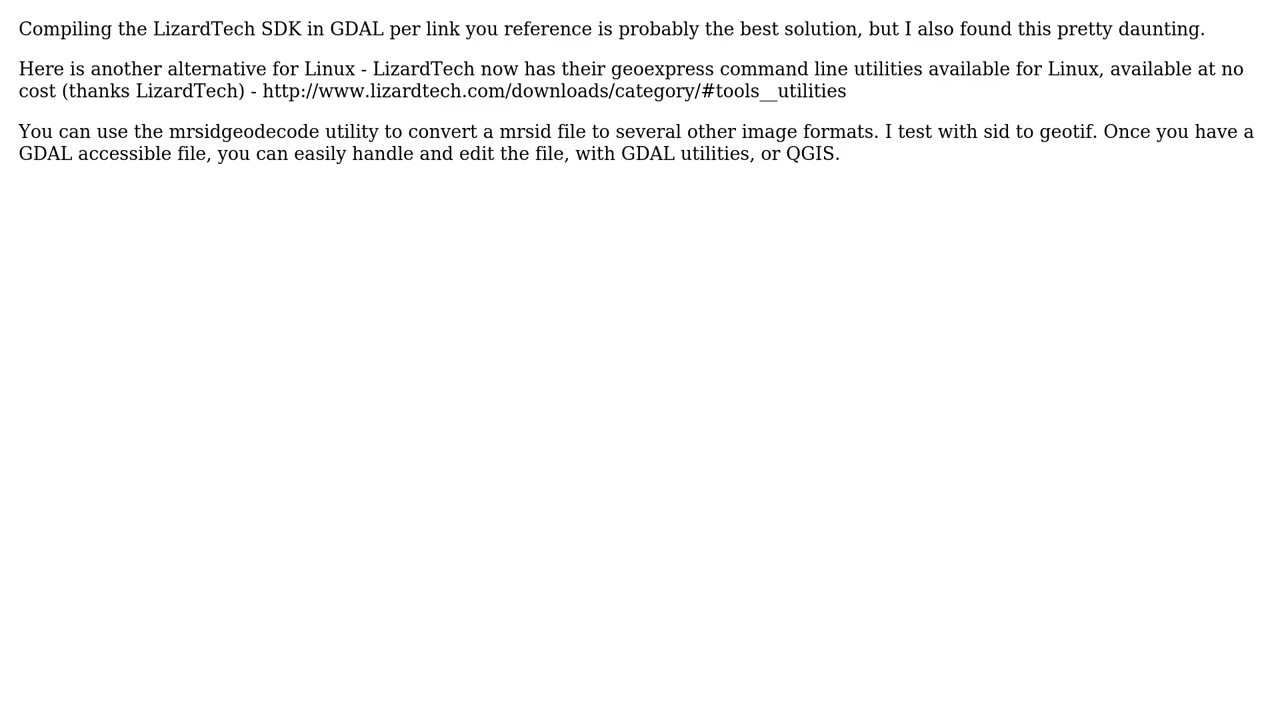 Compiling the LizardTech SDK in GDAL per link you reference is probably the best solution, but I also found this pretty daunting.
Here is another alternative for Linux - LizardTech now has their geoexpress command line utilities available for Linux, available at no
cost (thanks LizardTech) - http://www.lizardtech.com/downloads/category/#tools__utilities
You can use the mrsidgeodecode utility to convert a mrsid file to several other image formats. I test with sid to geotif. Once you have a
GDAL accessible file, you can easily handle and edit the file, with GDAL utilities, or QGIS.